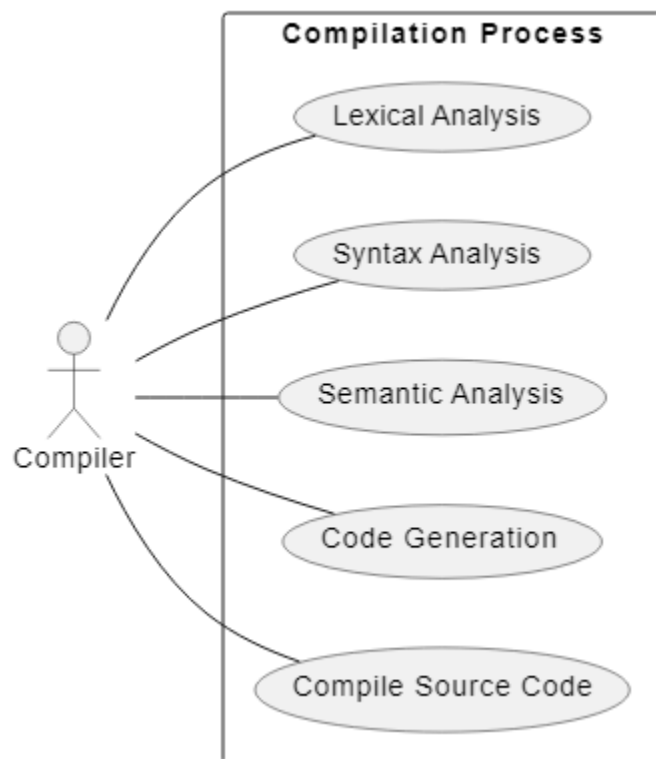 Compilation Process
Lexical Analysis
Syntax Analysis
Semantic Analysis
Compiler
Code Generation
Compile Source Code